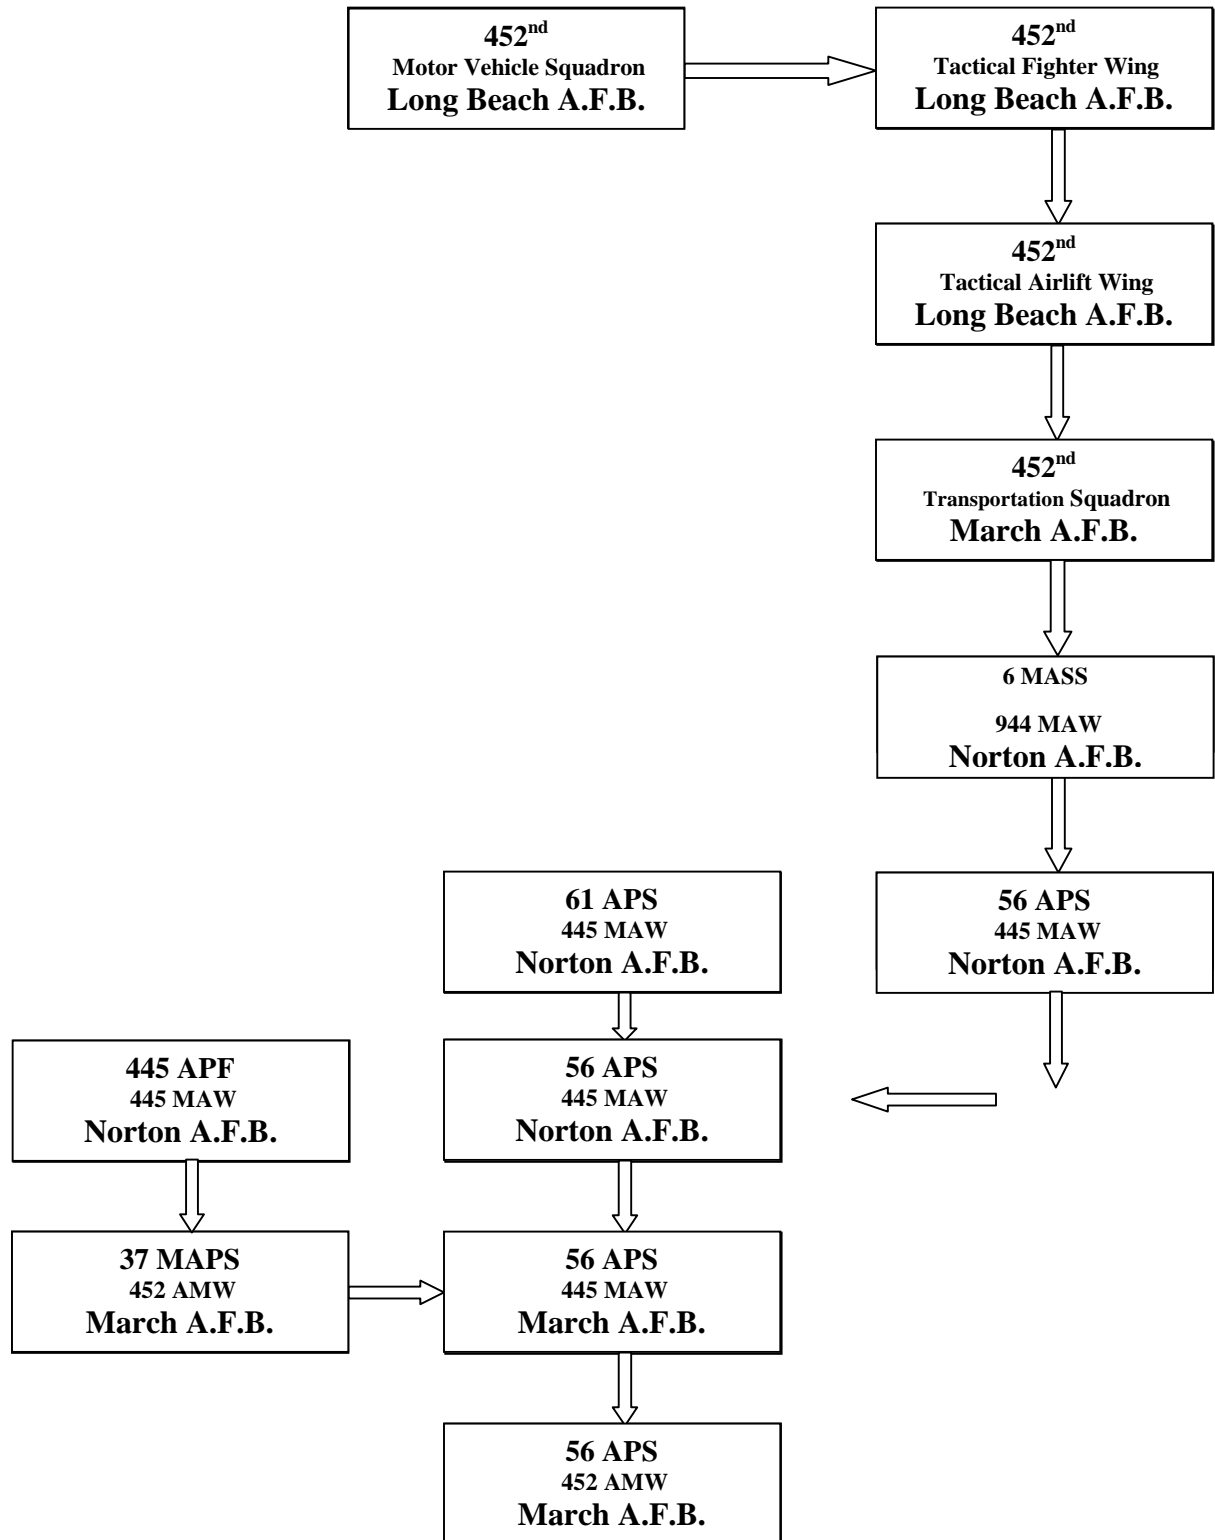 452nd
Motor Vehicle Squadron
Long Beach A.F.B.
452nd
Tactical Fighter Wing
Long Beach A.F.B.
452nd
Tactical Airlift Wing
Long Beach A.F.B.
452nd
Transportation Squadron
March A.F.B.
6 MASS
944 MAW
Norton A.F.B.
61 APS
445 MAW
Norton A.F.B.
56 APS
445 MAW
Norton A.F.B.
445 APF
445 MAW
Norton A.F.B.
56 APS
445 MAW
Norton A.F.B.
37 MAPS
452 AMW
March A.F.B.
56 APS
445 MAW
March A.F.B.
56 APS
452 AMW
March A.F.B.